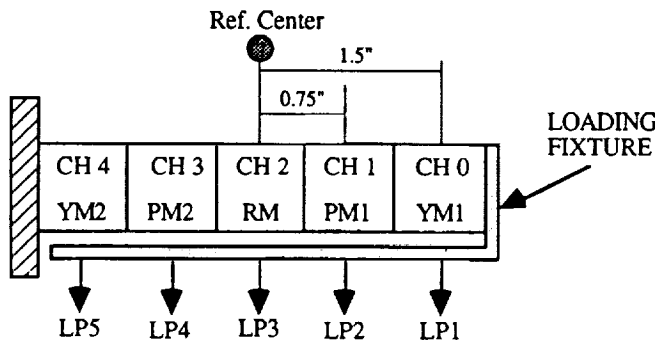 Ref. Center
1.5"
0.75"
LOADING
FIXTURE
CH 4 CH 3 CH 2 CH 1 CH 0
YM2 PM2 RM PM1 YM1
LP5 LP4 LP3 LP2 LP1